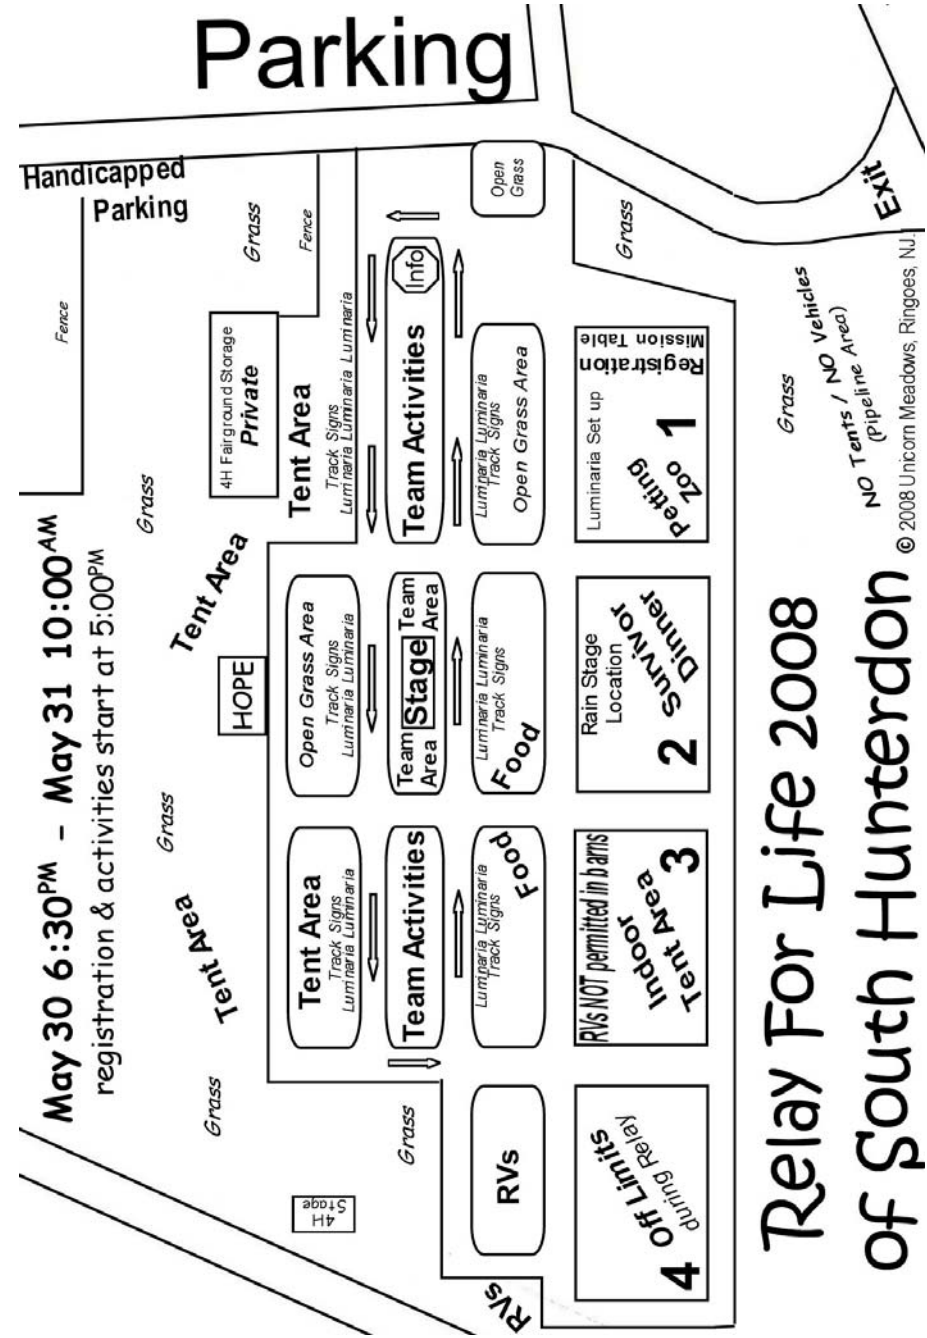 Parking
Handicapped
Parking
Fence
Grass
Fence
Open
Grass
Grass
Exit
Info
Team Activities
4H Fairground Storage
Private
Tent Area
Track Signs
Luminaria Luminaria Luminaria Luminaria
Luminaria Luminaria
Track Signs
Open Grass Area
Registration
Mission Table
Luminaria Set up
Petting
Zoo
1
Grass
NO Tents / NO Vehicles
(Pipeline Area)
© 2008 Unicorn Meadows, Ringoes, NJ.
Grass
Tent Area
HOPE
Open Grass Area
Track Signs
Luminaria Luminaria
Team
Area
Stage
Team
Area
Luminaria Luminaria
Track Signs
Food
Rain Stage
Location
2
Survivor
Dinner
Grass
Tent Area
Tent Area
Track Signs
Luminaria Luminaria
Team Activities
Luminaria Luminaria
Track Signs
Food
RVs NOT permitted in barns
Indoor
Tent Area
3
Grass
Grass
4H
Stage
RVs
RVs
4
Off Limits
during Relay
May 30 6:30PM - May 31 10:00AM
registration & activities start at 5:00PM
Relay For Life 2008
of South Hunterdon